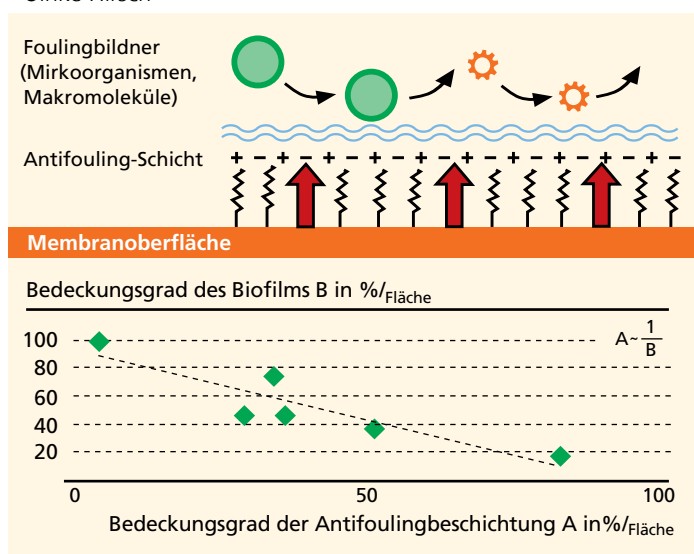 Foulingbildner
(Mirkoorganismen,
Makromoleküle)
Antifouling-Schicht
+ - + - + - + - + - + - + - + - + - +
Membranoberfläche
Bedeckungsgrad des Biofilms B in %/Fläche
A~ 1/B
100
80
60
40
20
0 50 100
Bedeckungsgrad der Antifoulingbeschichtung A in%/Fläche